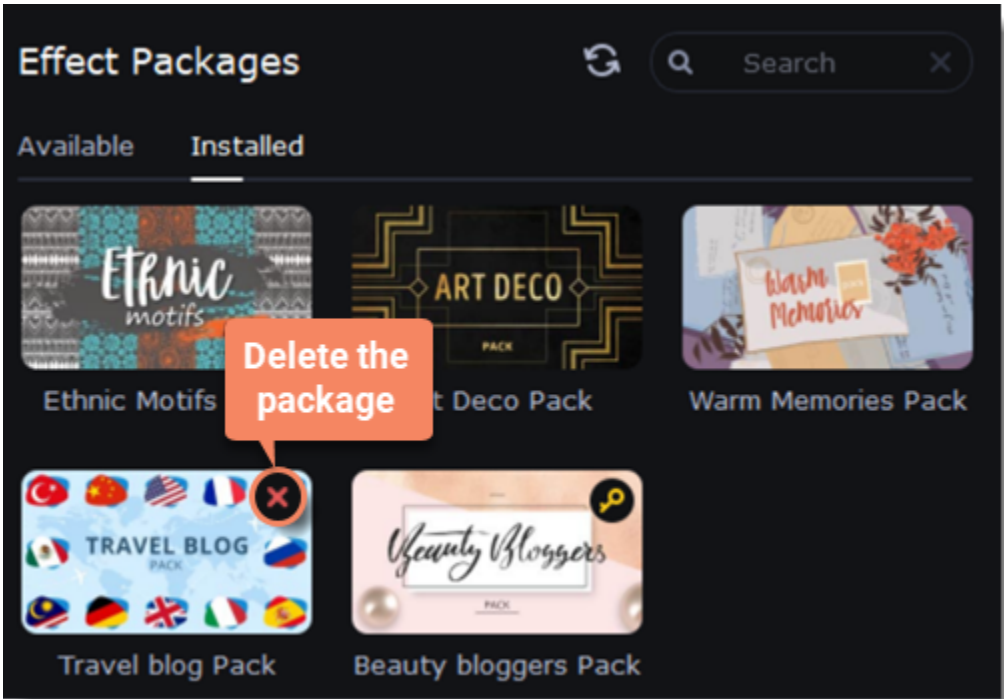 Effect Packages
Search
Available
Installed
Ethnic
motifs
ART DECO
PACK
Warm
Memories
Delete the
package
Ethnic Motifs
t Deco Pack
Warm Memories Pack
TRAVEL BLOG
PACK
Beauty Bloggers
PACK
Travel blog Pack
Beauty bloggers Pack